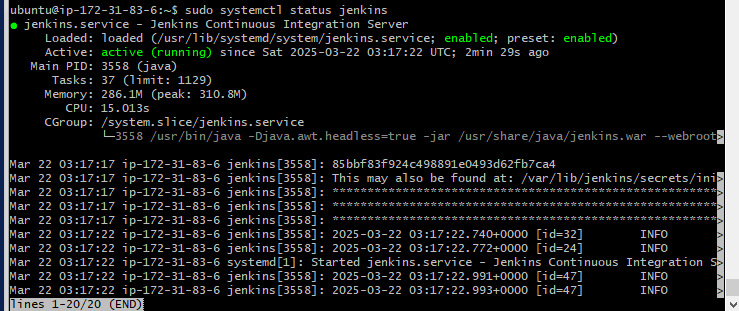 ubuntu@ip-172-31-83-6:~$ sudo systemctl status jenkins
● jenkins.service - Jenkins Continuous Integration Server
     Loaded: loaded (/usr/lib/systemd/system/jenkins.service; enabled; preset: enabled)
     Active: active (running) since Sat 2025-03-22 03:17:22 UTC; 2min 29s ago
   Main PID: 3558 (java)
      Tasks: 37 (limit: 1129)
     Memory: 286.1M (peak: 310.8M)
        CPU: 15.013s
     CGroup: /system.slice/jenkins.service
             └─3558 /usr/bin/java -Djava.awt.headless=true -jar /usr/share/java/jenkins.war --webroot>

Mar 22 03:17:17 ip-172-31-83-6 jenkins[3558]: 85bbf83f924c498891e0493d62fb7ca4
Mar 22 03:17:17 ip-172-31-83-6 jenkins[3558]: This may also be found at: /var/lib/jenkins/secrets/ini>
Mar 22 03:17:17 ip-172-31-83-6 jenkins[3558]: *******************************************************>
Mar 22 03:17:17 ip-172-31-83-6 jenkins[3558]: *******************************************************>
Mar 22 03:17:17 ip-172-31-83-6 jenkins[3558]: *******************************************************>
Mar 22 03:17:22 ip-172-31-83-6 jenkins[3558]: 2025-03-22 03:17:22.740+0000 [id=32]        INFO       >
Mar 22 03:17:22 ip-172-31-83-6 jenkins[3558]: 2025-03-22 03:17:22.772+0000 [id=24]        INFO       >
Mar 22 03:17:22 ip-172-31-83-6 systemd[1]: Started jenkins.service - Jenkins Continuous Integration S>
Mar 22 03:17:22 ip-172-31-83-6 jenkins[3558]: 2025-03-22 03:17:22.991+0000 [id=47]        INFO       >
Mar 22 03:17:22 ip-172-31-83-6 jenkins[3558]: 2025-03-22 03:17:22.993+0000 [id=47]        INFO       >
lines 1-20/20 (END)